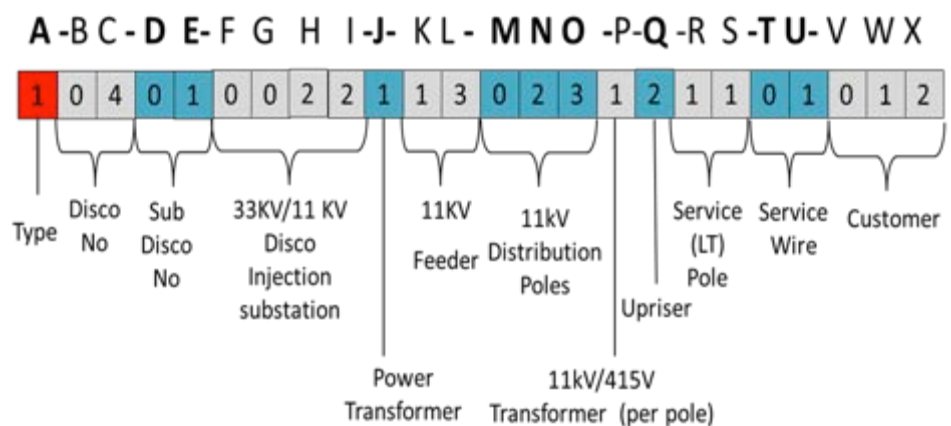 A -B C - D E- F G H I -J- K L - M N O -P- Q -R S -T U- V W X
1 0 4 0 1 0 0 2 2 1 1 3 0 2 3 1 2 1 1 0 1 0 1 2
Type
Disco
No
Sub
Disco
No
33KV/11 KV
Disco
Injection
substation
Power
Transformer
11KV
Feeder
11kV
Distribution
Poles
11kV/415V
Transformer (per pole)
Upriser
Service
(LT)
Pole
Service
Wire
Customer